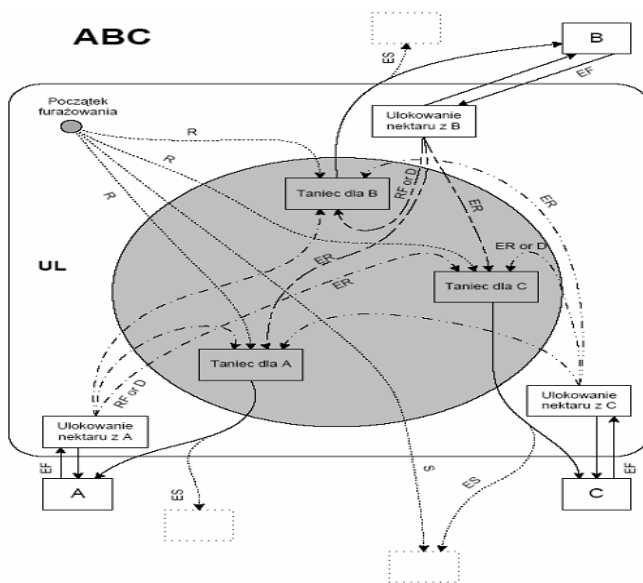 ABC
ES
B
EF
Początek
furażowania
R
Ulokowanie
nektaru z B
R
R
Taniec dla B
RF or D
ER
ER
UL
ER
ER or D
ER
Taniec dla C
Taniec dla A
RF or D
Ulokowanie
nektaru z A
Ulokowanie
nektaru z C
EF
A
ES
S
ES
C
EF